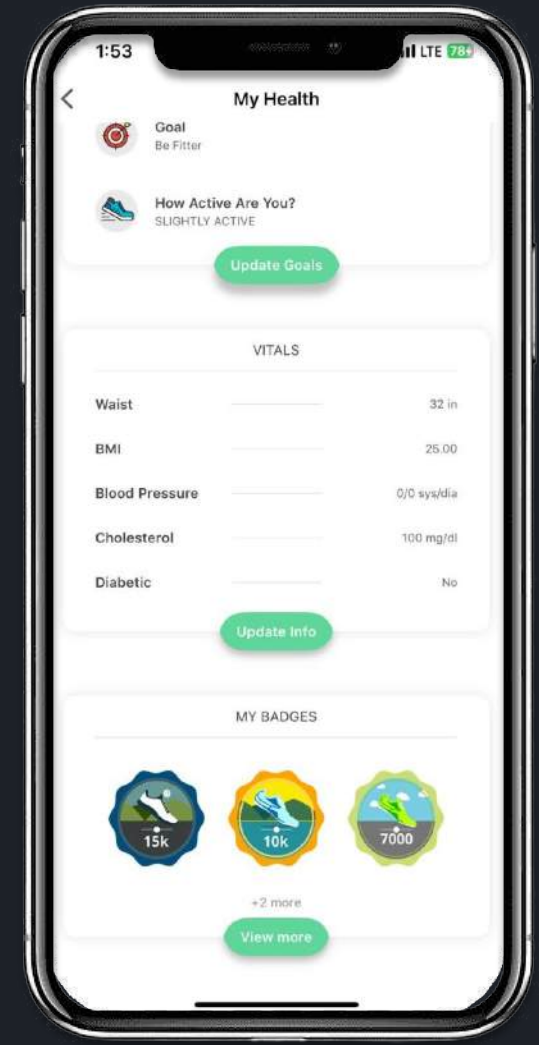 1:53
LTE 78
My Health
Goal
Be Fitter
How Active Are You?
SLIGHTLY ACTIVE
Update Goals
VITALS
Waist 32 in
BMI 25.00
Blood Pressure 0/0 sys/dia
Cholesterol 100 mg/dl
Diabetic No
Update Info
MY BADGES
15k 10k 7000
+2 more
View more